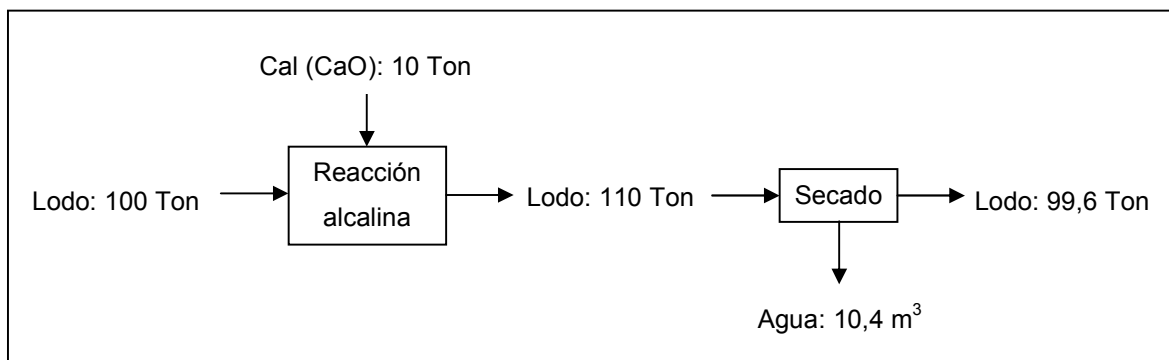 Cal (CaO): 10 Ton
Lodo: 100 Ton
Reacción
alcalina
Lodo: 110 Ton
Secado
Lodo: 99,6 Ton
Agua: 10,4 m³